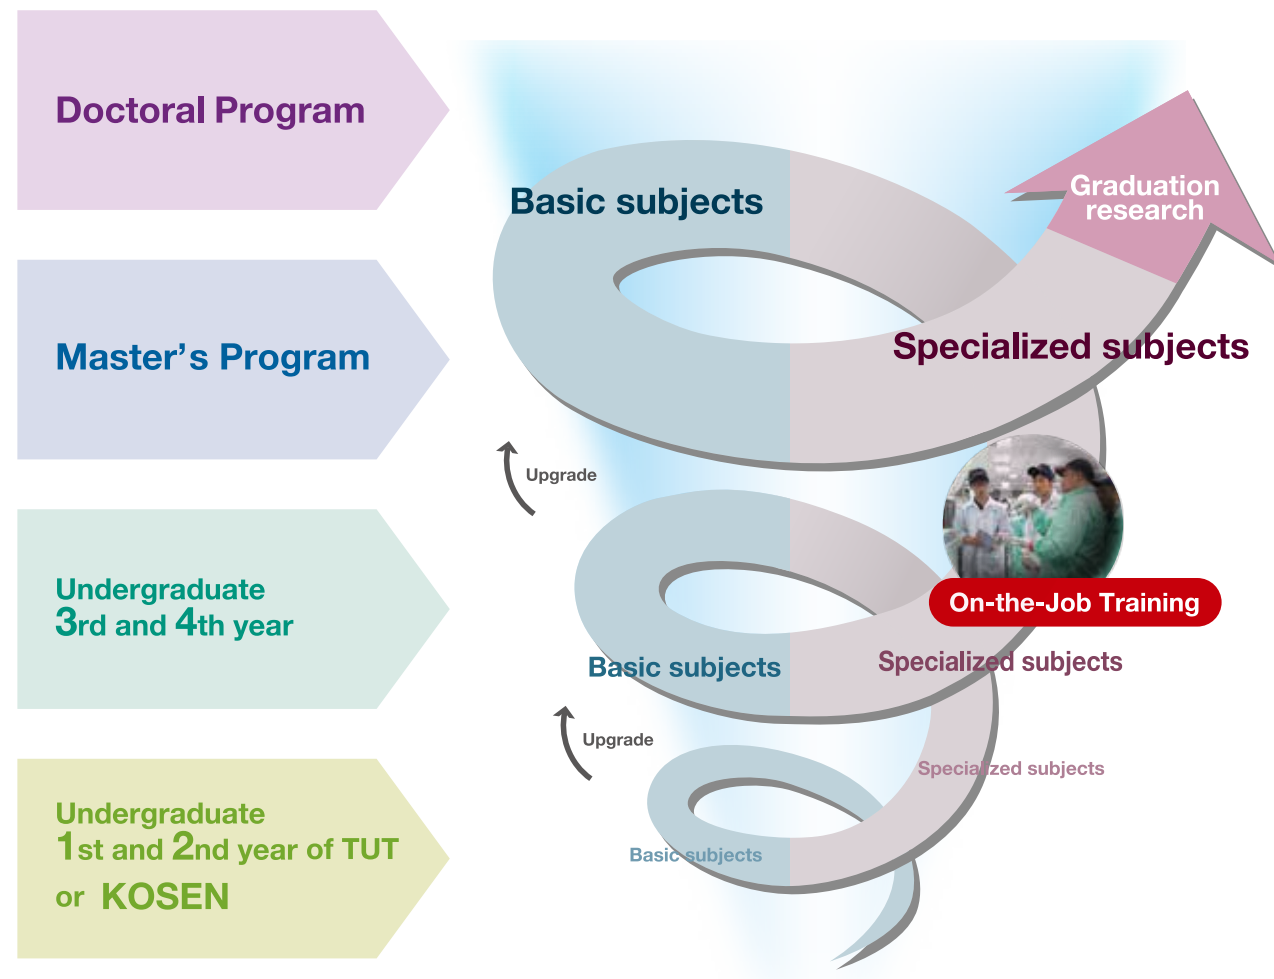 Doctoral Program
Master's Program
Undergraduate
3rd and 4th year
Undergraduate
1st and 2nd year of TUT
or KOSEN
Graduation
research
Basic subjects
Specialized subjects
Upgrade
On-the-Job Training
Basic subjects
Specialized subjects
Upgrade
Specialized subjects
Basic subjects